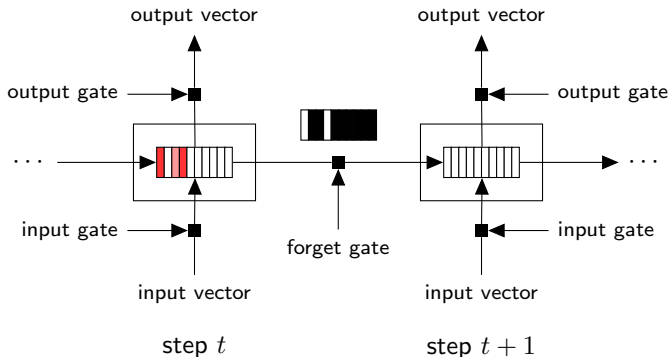 output vector
output vector
output gate
output gate
· · ·
· · ·
input gate
forget gate
input gate
input vector
input vector
step t
step t + 1